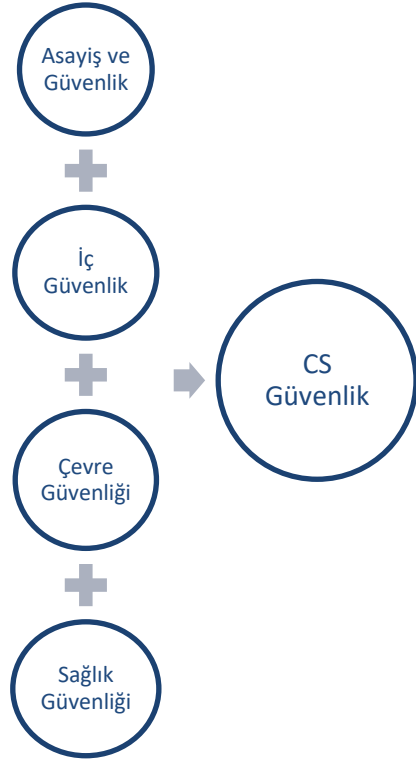 Asayiş ve
Güvenlik
İç
Güvenlik
Çevre
Güvenliği
Sağlık
Güvenliği
CS
Güvenlik